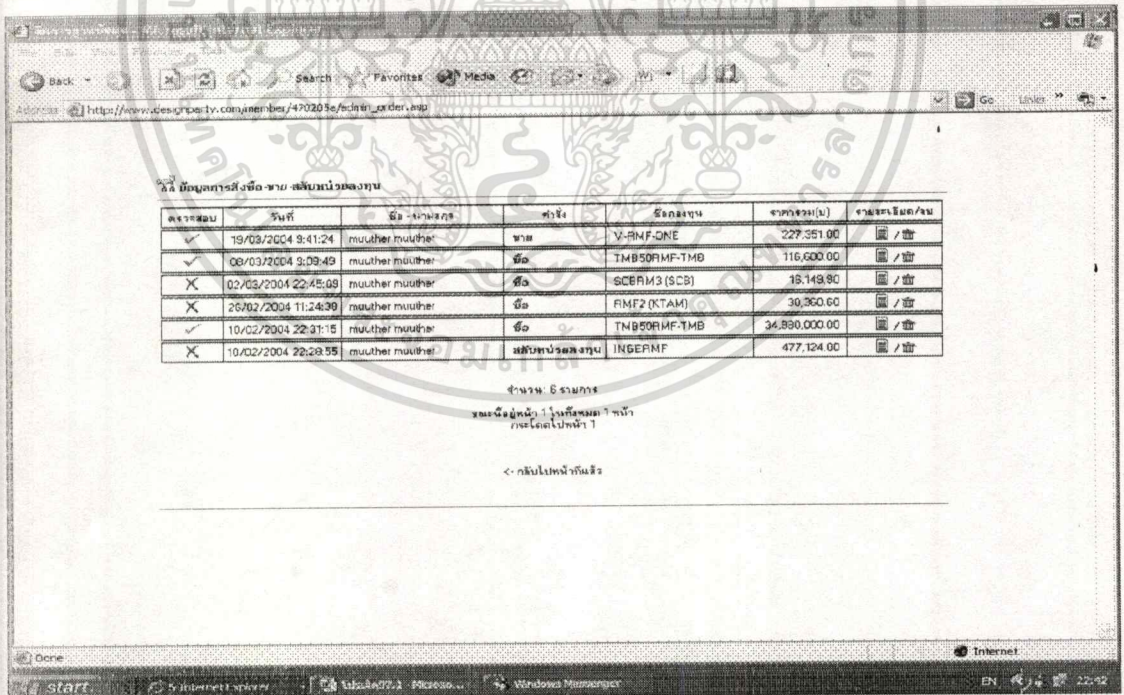 Back Search Favorites Media
Address http://www.designparty.com/member/470205e/admin_order.asp Go Links »
ข้อมูลการสั่งซื้อ-ขาย-สลับหน่วยลงทุน
ตรวจสอบ วันที่ ชื่อ - นามสกุล คำสั่ง ชื่อกองทุน ราคารวม(บ) รายละเอียด/ลบ
19/03/2004 9:41:24 muuther muuther ขาย V-RMF-ONE 227,351.00 /
08/03/2004 9:09:49 muuther muuther ซื้อ TMB50RMF-TMB 116,600.00 /
02/03/2004 22:45:09 muuther muuther ซื้อ SCBRM3 (SCB) 16,149.90 /
26/02/2004 11:24:30 muuther muuther ซื้อ RMF2 (KTAM) 30,360.60 /
10/02/2004 22:31:15 muuther muuther ซื้อ TMB50RMF-TMB 34,980,000.00 /
10/02/2004 22:28:55 muuther muuther สลับหน่วยลงทุน INGERMF 477,124.00 /
จำนวน: 6 รายการ
ขณะนี้อยู่หน้า 1 ในทั้งหมด 1 หน้า
กระโดดไปหน้า 1
<- กลับไปหน้าที่แล้ว
Done Internet
start 5 Internet Explorer Windows Messenger EN 22:42